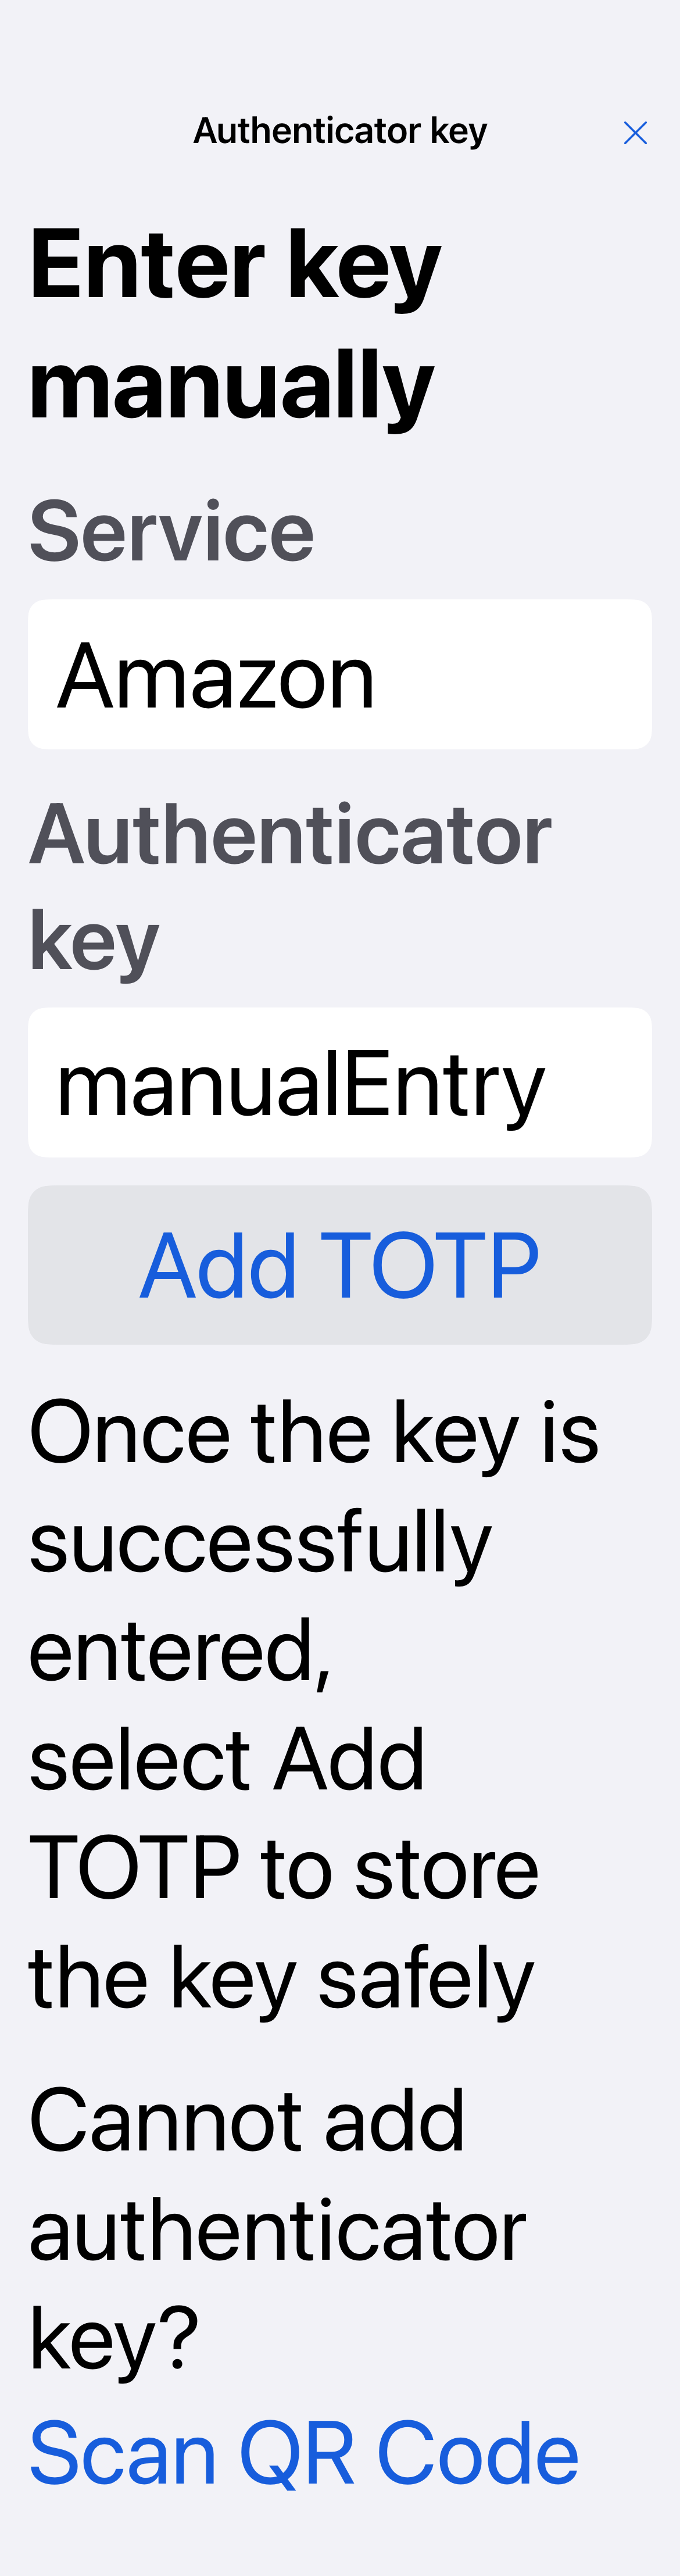 Authenticator key
Enter key
manually
Service
Amazon
Authenticator
key
manualEntry
Add TOTP
Once the key is
successfully
entered,
select Add
TOTP to store
the key safely
Cannot add
authenticator
key?
Scan QR Code